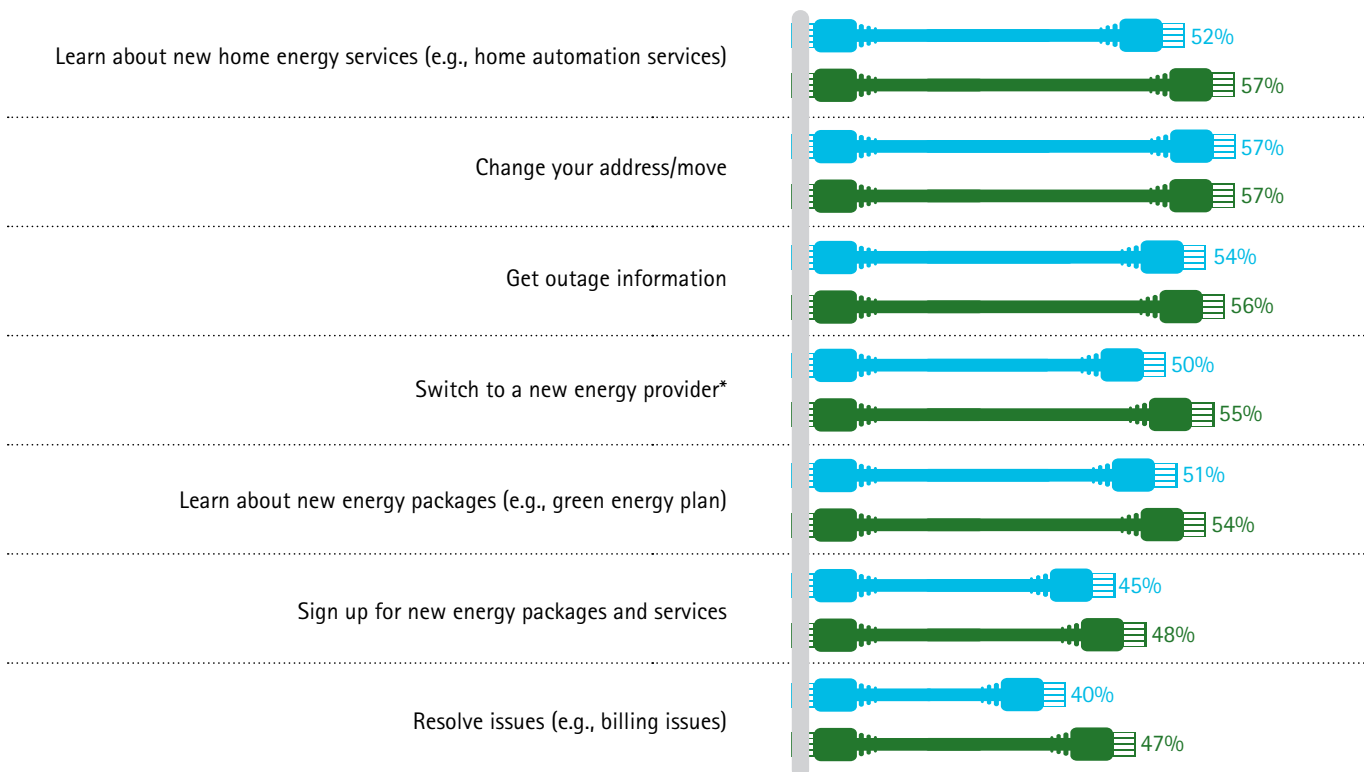 Learn about new home energy services (e.g., home automation services)
52%
57%
Change your address/move
57%
57%
Get outage information
54%
56%
Switch to a new energy provider*
50%
55%
Learn about new energy packages (e.g., green energy plan)
51%
54%
Sign up for new energy packages and services
45%
48%
Resolve issues (e.g., billing issues)
40%
47%